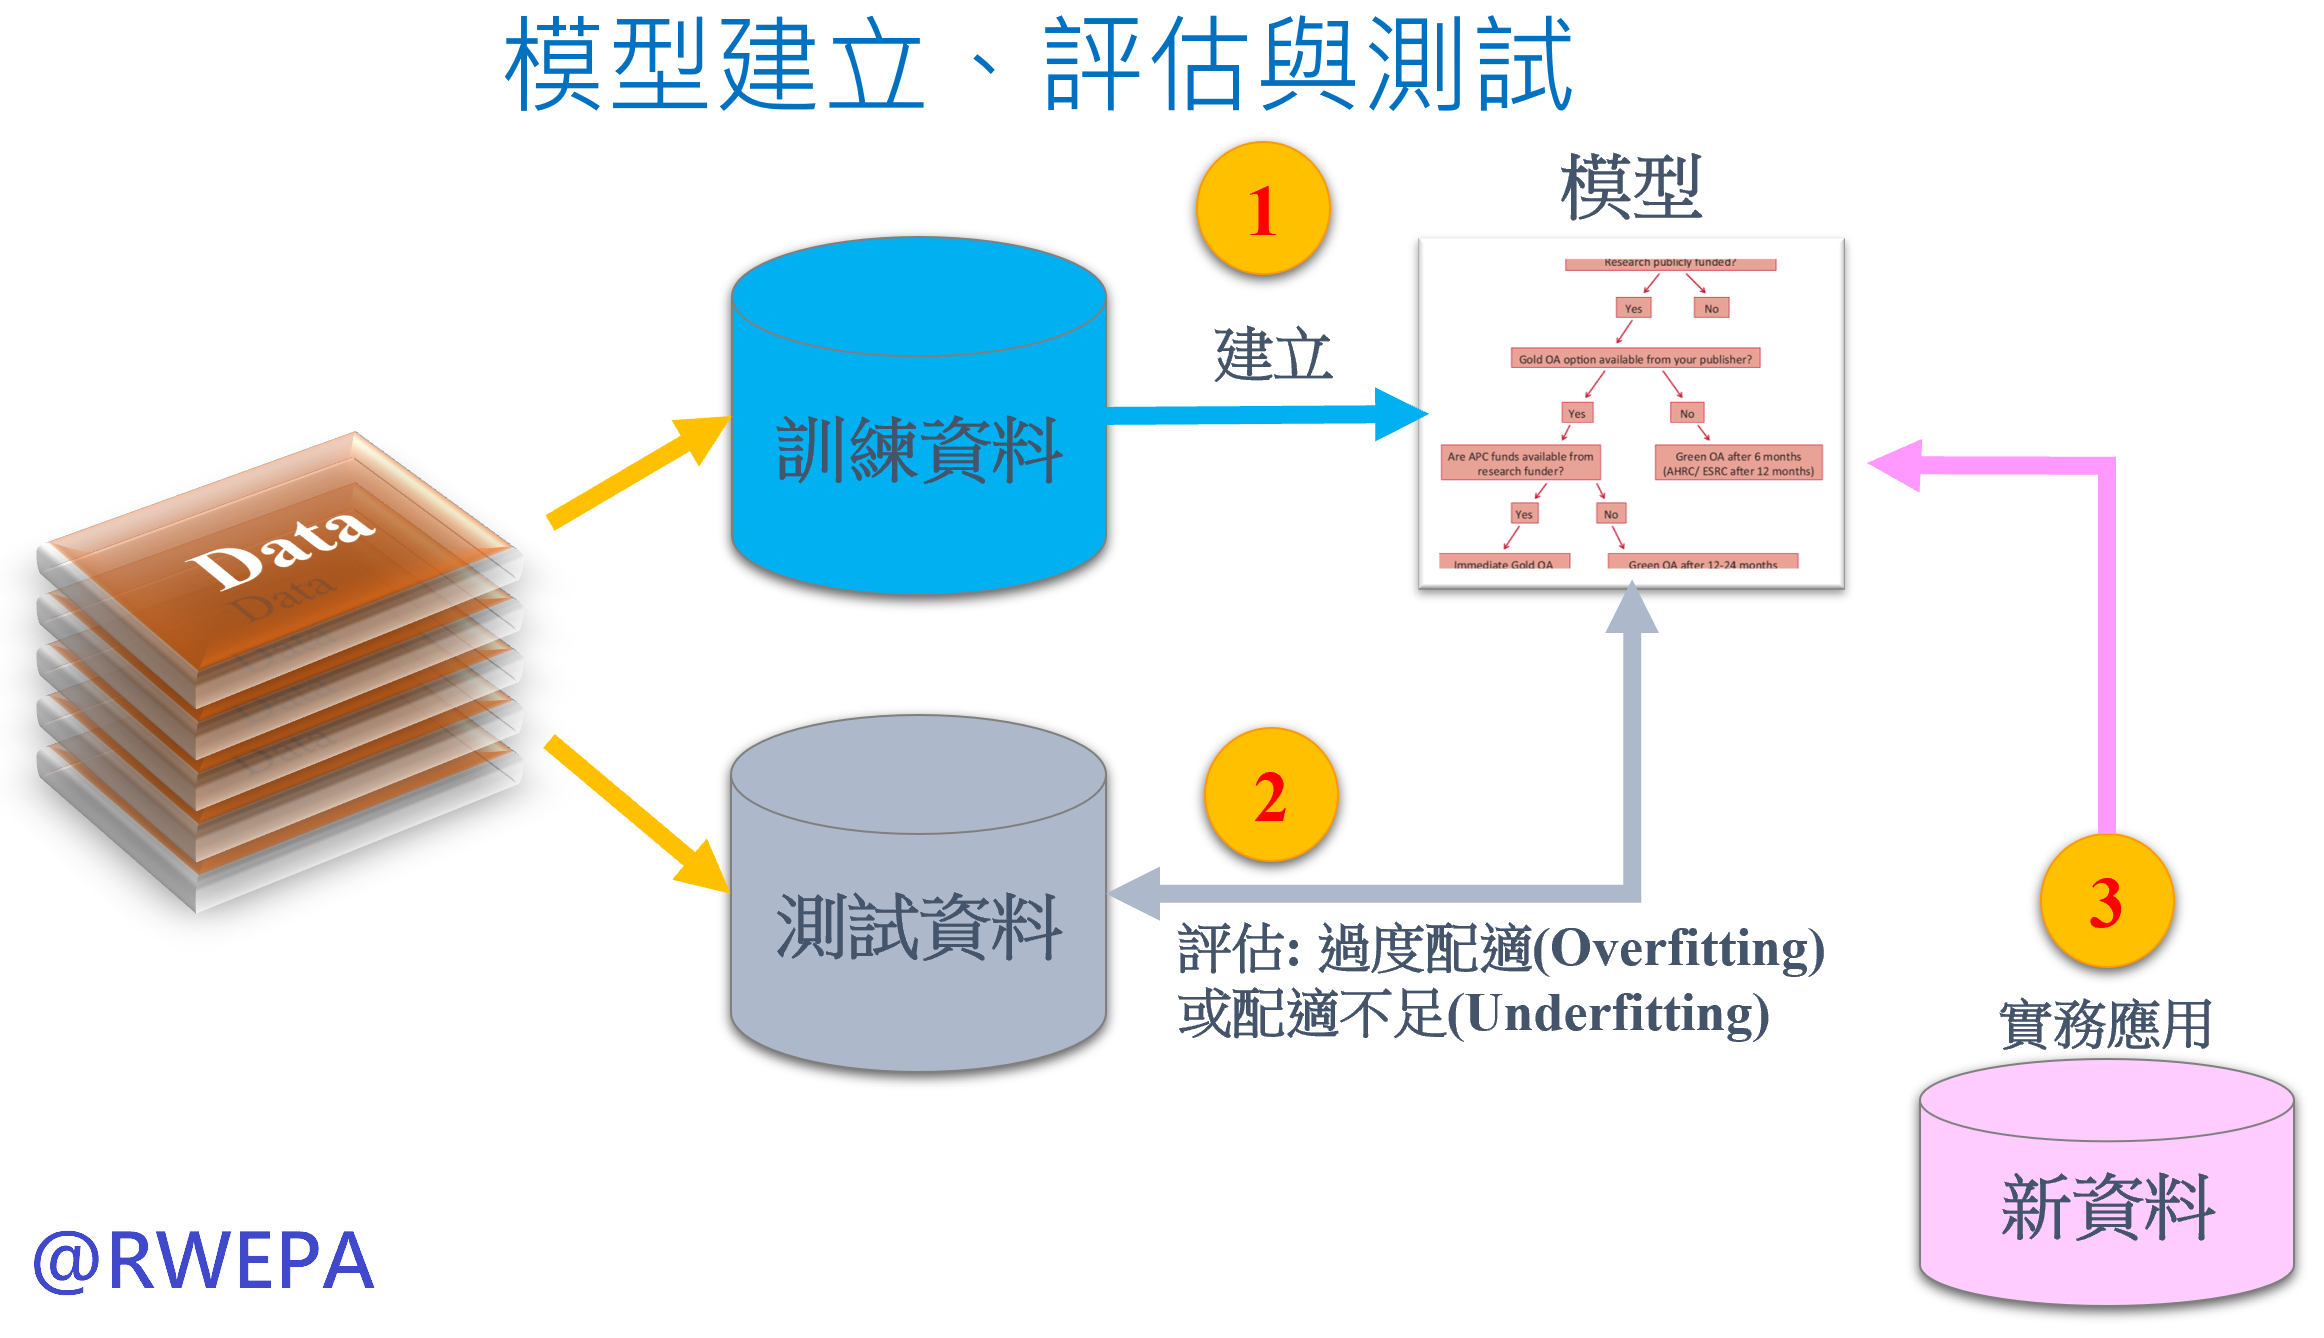 模型建立、評估與測試
1
模型
Research publicly funded?
Yes
No
建立
Gold OA option available from your publisher?
Yes
No
訓練資料
Are APC funds available from
research funder?
Green OA after 6 months
(AHRC/ ESRC after 12 months)
Yes
No
Immediate Gold OA
Green OA after 12-24 months
Data
Data
2
測試資料
評估: 過度配適(Overfitting)
或配適不足(Underfitting)
3
實務應用
新資料
@RWEPA